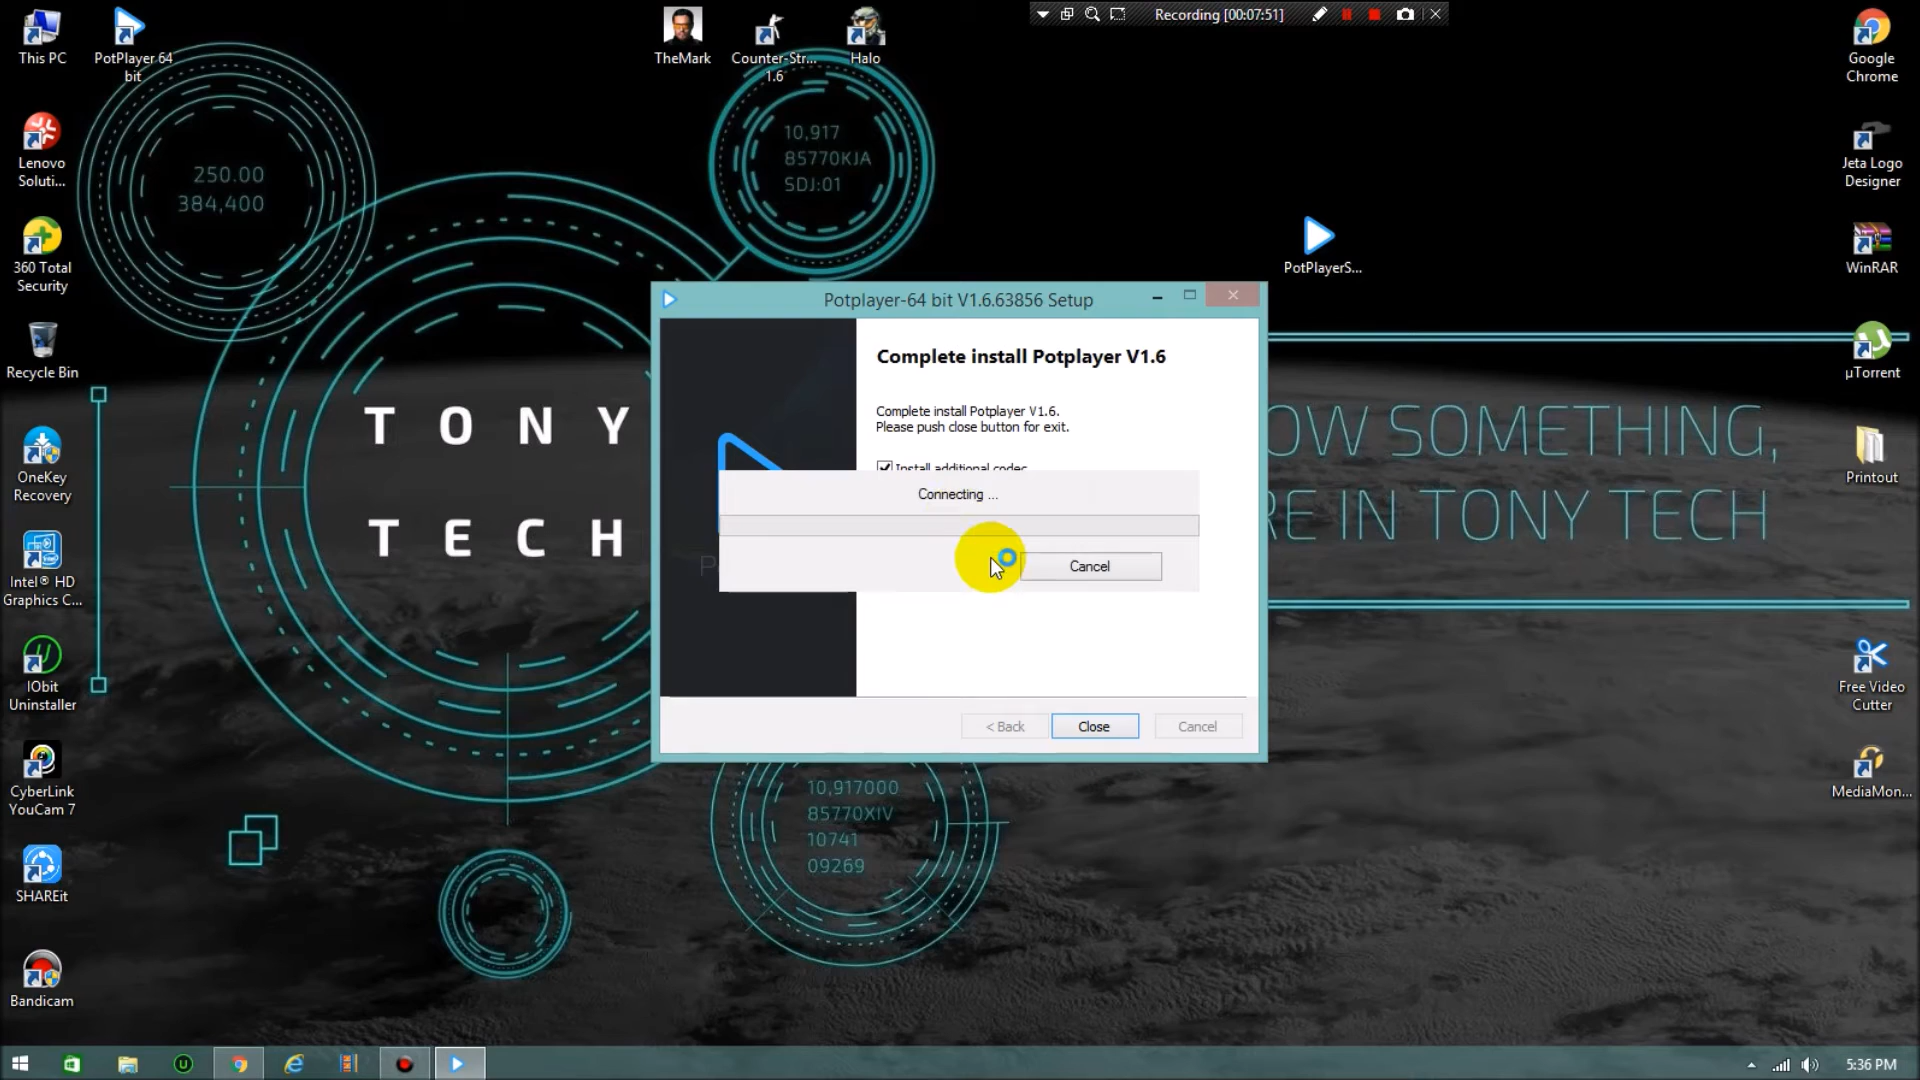 This PC
PotPlayer 64
bit
TheMark
Counter-Str...
1.6
Halo
Recording [00:07:51]
Google
Chrome
Lenovo
Soluti...
250.00
384,400
10,917
85770KJA
SDJ:01
Jeta Logo
Designer
360 Total
Security
PotPlayerS...
WinRAR
Recycle Bin
µTorrent
Potplayer-64 bit V1.6.63856 Setup
Complete install Potplayer V1.6
Complete install Potplayer V1.6.
Please push close button for exit.
Install additional codec
Connecting ...
Cancel
< Back
Close
Cancel
TONY
TECH
OW SOMETHING,
RE IN TONY TECH
OneKey
Recovery
Printout
Intel® HD
Graphics C...
IObit
Uninstaller
Free Video
Cutter
CyberLink
YouCam 7
MediaMon...
10,917000
85770XIV
10741
09269
SHAREit
Bandicam
5:36 PM